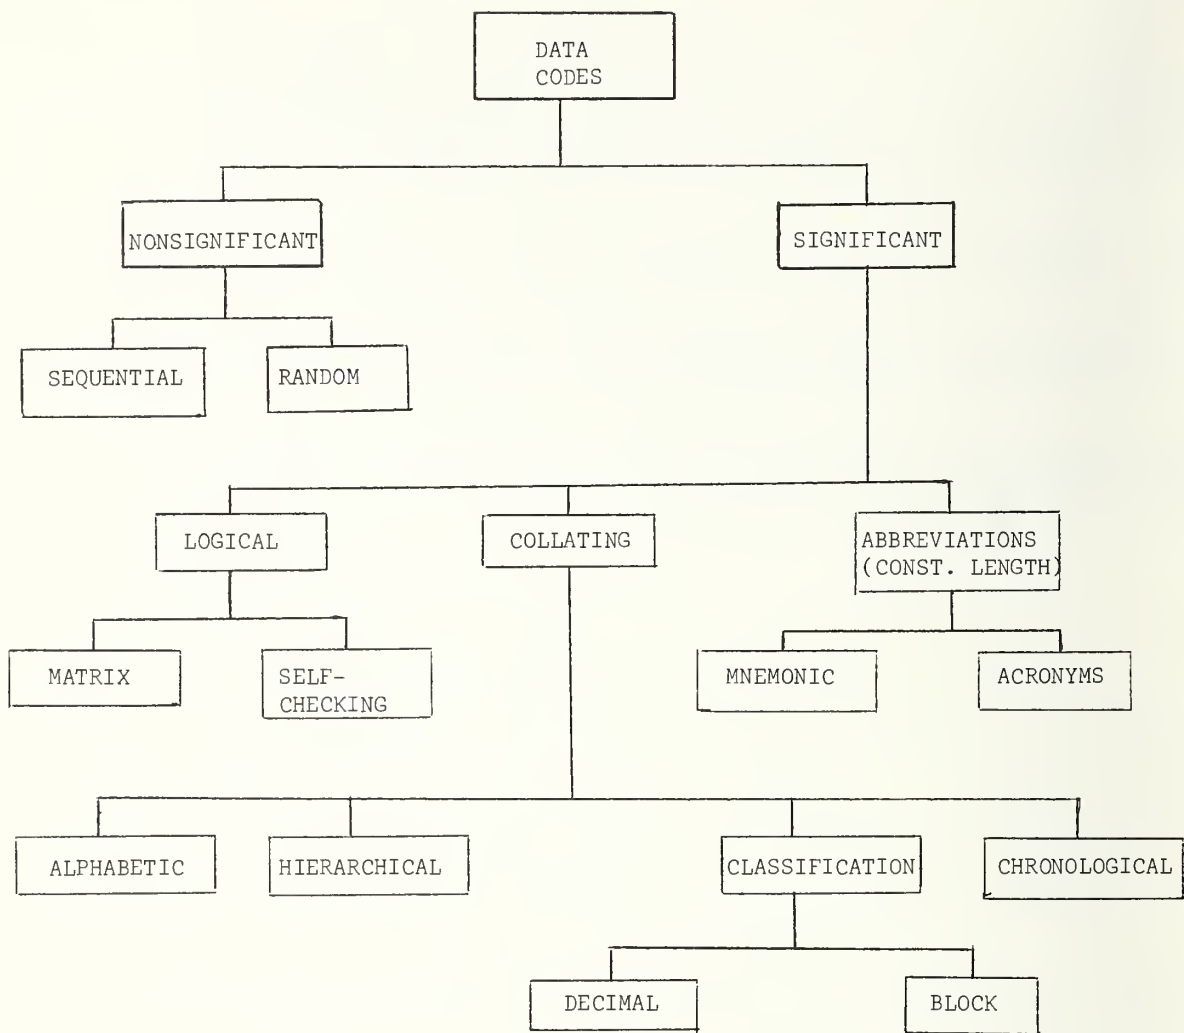 DATA
CODES
NONSIGNIFICANT
SIGNIFICANT
SEQUENTIAL
RANDOM
LOGICAL
COLLATING
ABBREVIATIONS
(CONST. LENGTH)
MATRIX
SELF-
CHECKING
MNEMONIC
ACRONYMS
ALPHABETIC
HIERARCHICAL
CLASSIFICATION
CHRONOLOGICAL
DECIMAL
BLOCK